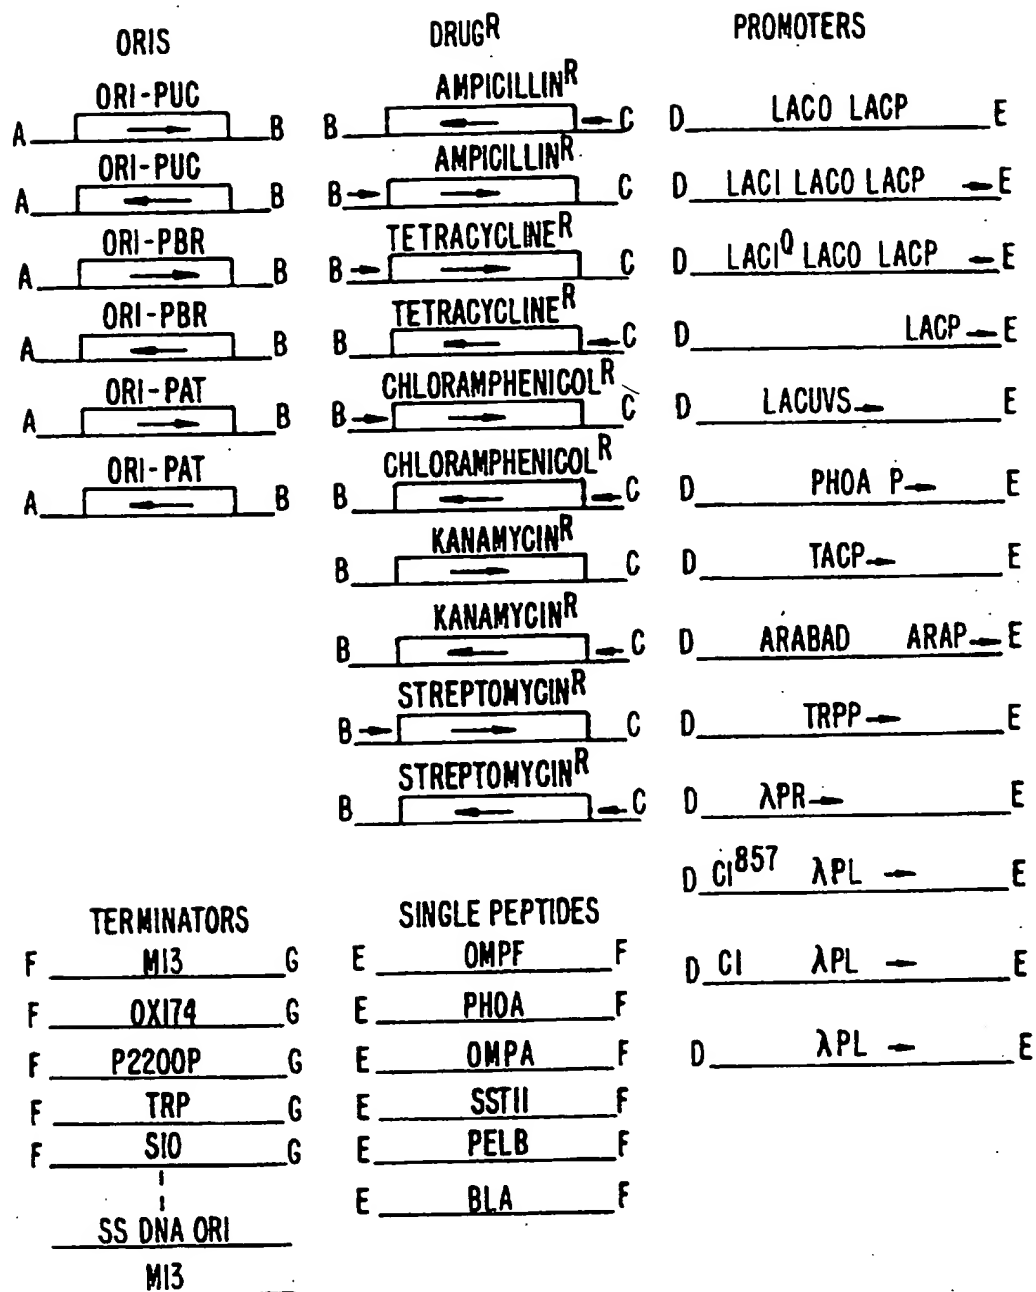 ORIS
ORI-PUC
A B
ORI-PUC
A B
ORI-PBR
A B
ORI-PBR
A B
ORI-PAT
A B
ORI-PAT
A B
DRUGR
AMPICILLINR
B C
AMPICILLINR
B C
TETRACYCLINER
B C
TETRACYCLINER
B C
CHLORAMPHENICOLR
B C
CHLORAMPHENICOLR
B C
KANAMYCINR
B C
KANAMYCINR
B C
STREPTOMYCINR
B C
STREPTOMYCINR
B C
PROMOTERS
D LACO LACP E
D LACI LACO LACP E
D LACIQ LACO LACP E
D LACP E
D LACUVS E
D PHOA P E
D TACP E
D ARABAD ARAP E
D TRPP E
D λPR E
D CI857 λPL E
D CI λPL E
D λPL E
TERMINATORS
F M13 G
F OX174 G
F P2200P G
F TRP G
F S10 G
SS DNA ORI
M13
SINGLE PEPTIDES
E OMPF F
E PHOA F
E OMPA F
E SSTII F
E PELB F
E BLA F